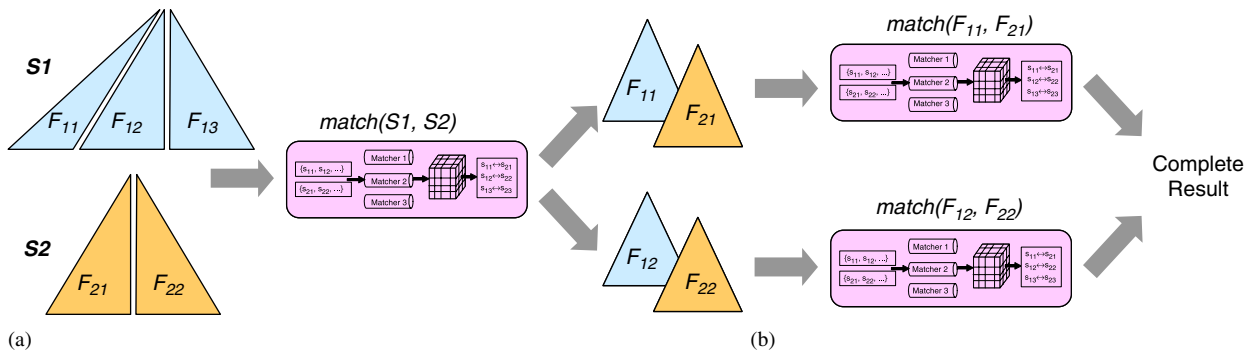 S1
F11 F12 F13
S2
F21 F22
(a)
match(S1, S2)
{s11, s12, ...}
{s21, s22, ...}
Matcher 1
Matcher 2
Matcher 3
s11↔s21
s12↔s22
s13↔s23
F11
F21
F12
F22
(b)
match(F11, F21)
{s11, s12, ...}
{s21, s22, ...}
Matcher 1
Matcher 2
Matcher 3
s11↔s21
s12↔s22
s13↔s23
match(F12, F22)
{s11, s12, ...}
{s21, s22, ...}
Matcher 1
Matcher 2
Matcher 3
s11↔s21
s12↔s22
s13↔s23
Complete
Result